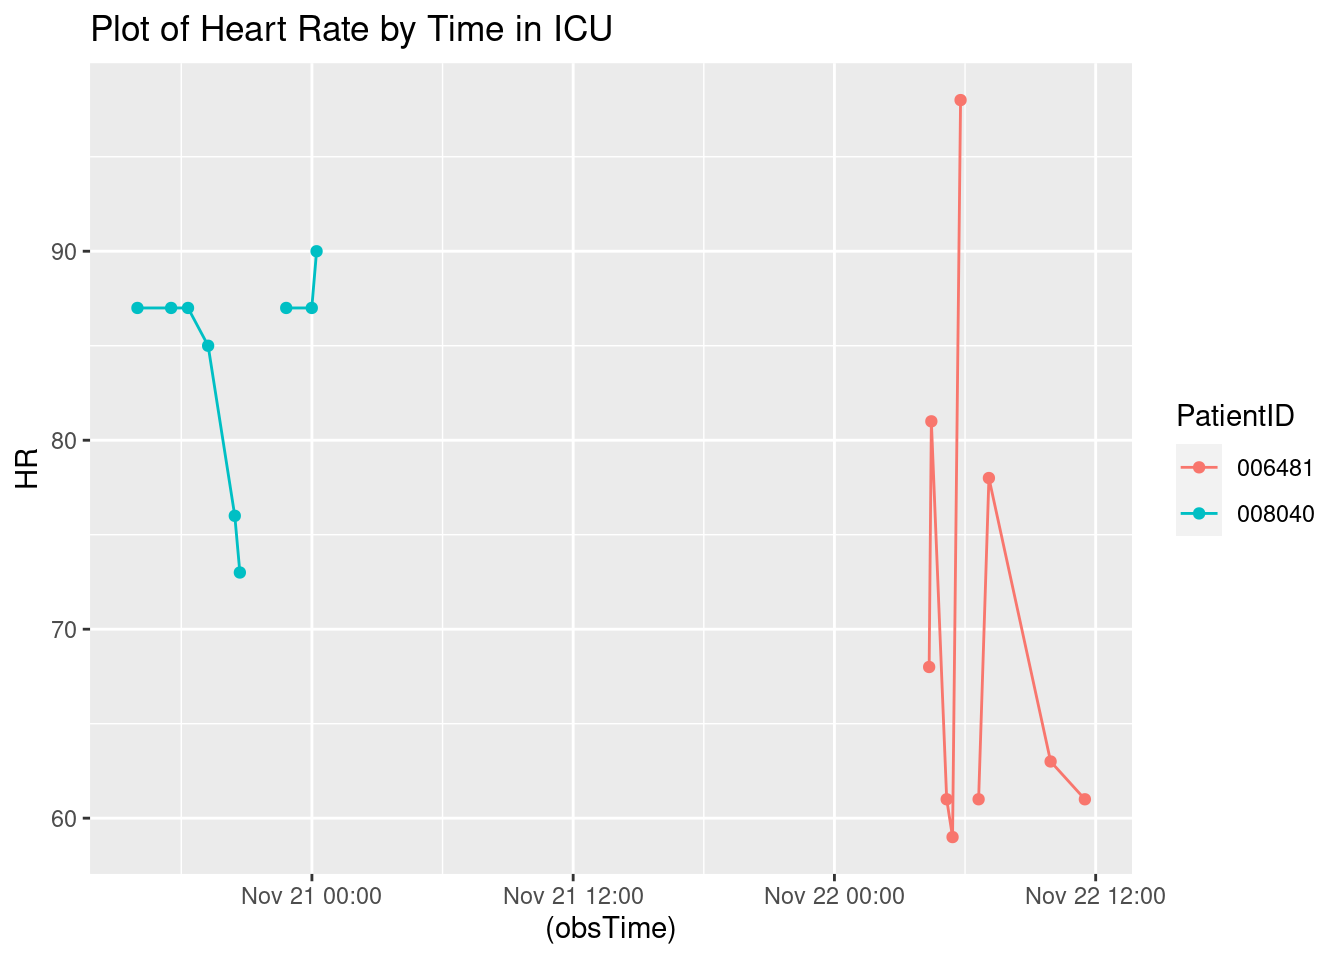 Plot of Heart Rate by Time in ICU
HR
90
80
70
60
Nov 21 00:00
Nov 21 12:00
Nov 22 00:00
Nov 22 12:00
(obsTime)
PatientID
006481
008040